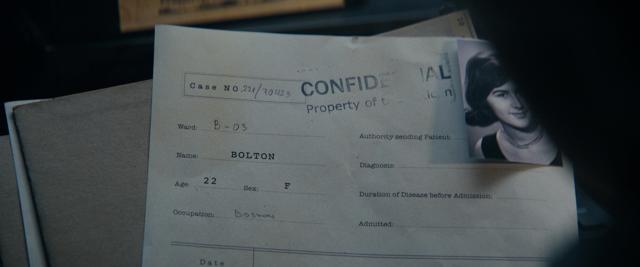 Case NO.
CONFIDE IAL
Property of t
Ward: B-03
Authority sending Patient:
Name: BOLTON
Diagnosis:
Age: 22 Sex: F
Duration of Disease before Admission:
Occupation:
Admitted:
Date